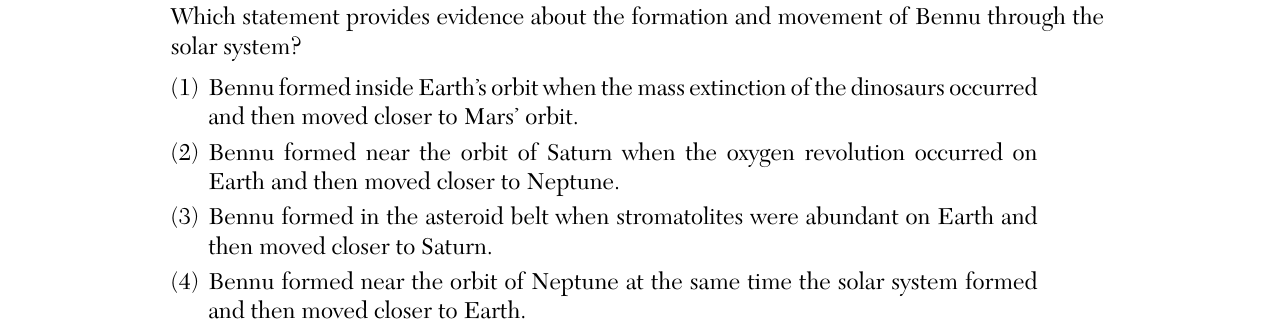 Which statement provides evidence about the formation and movement of Bennu through the
solar system?
(1) Bennu formed inside Earth's orbit when the mass extinction of the dinosaurs occurred
and then moved closer to Mars' orbit.
(2) Bennu formed near the orbit of Saturn when the oxygen revolution occurred on
Earth and then moved closer to Neptune.
(3) Bennu formed in the asteroid belt when stromatolites were abundant on Earth and
then moved closer to Saturn.
(4) Bennu formed near the orbit of Neptune at the same time the solar system formed
and then moved closer to Earth.